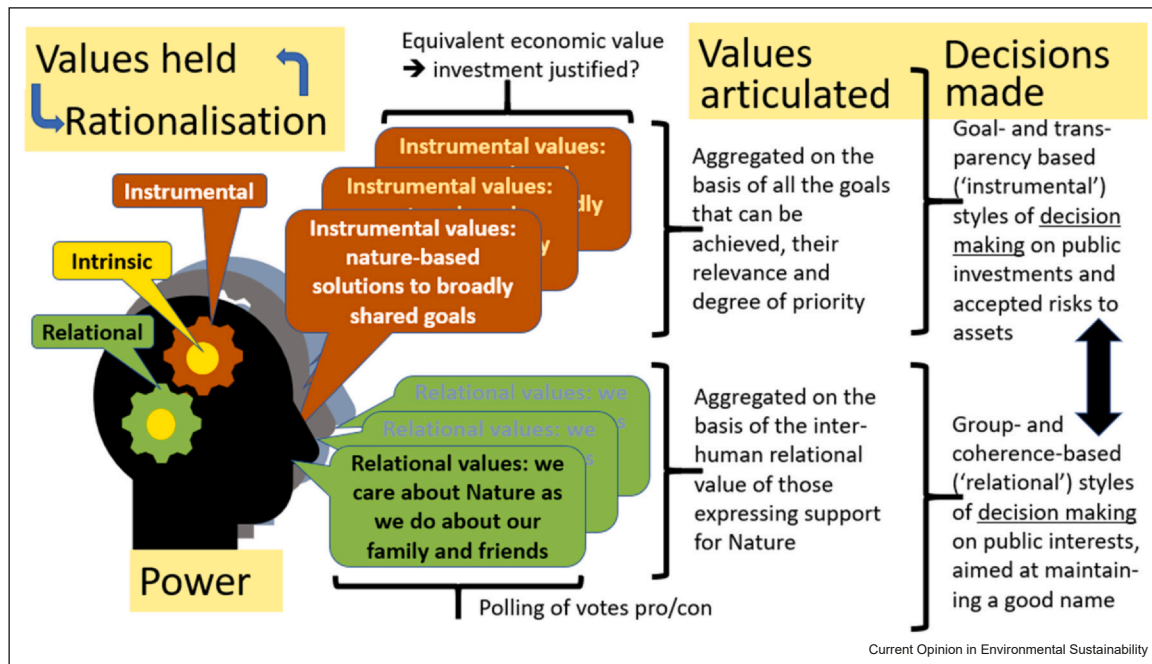 Values held
Rationalisation
Equivalent economic value
➔ investment justified?
Values
articulated
Decisions
made
Instrumental
Intrinsic
Relational
Instrumental values:
Instrumental values:
Instrumental values:
nature-based
solutions to broadly
shared goals
Aggregated on the
basis of all the goals
that can be
achieved, their
relevance and
degree of priority
Goal- and trans-
parency based
(‘instrumental’)
styles of decision
making on public
investments and
accepted risks to
assets
Relational values: we
Relational values: we
Relational values: we
care about Nature as
we do about our
family and friends
Aggregated on the
basis of the inter-
human relational
value of those
expressing support
for Nature
Group- and
coherence-based
(‘relational’) styles
of decision making
on public interests,
aimed at maintain-
ing a good name
Power
Polling of votes pro/con
Current Opinion in Environmental Sustainability